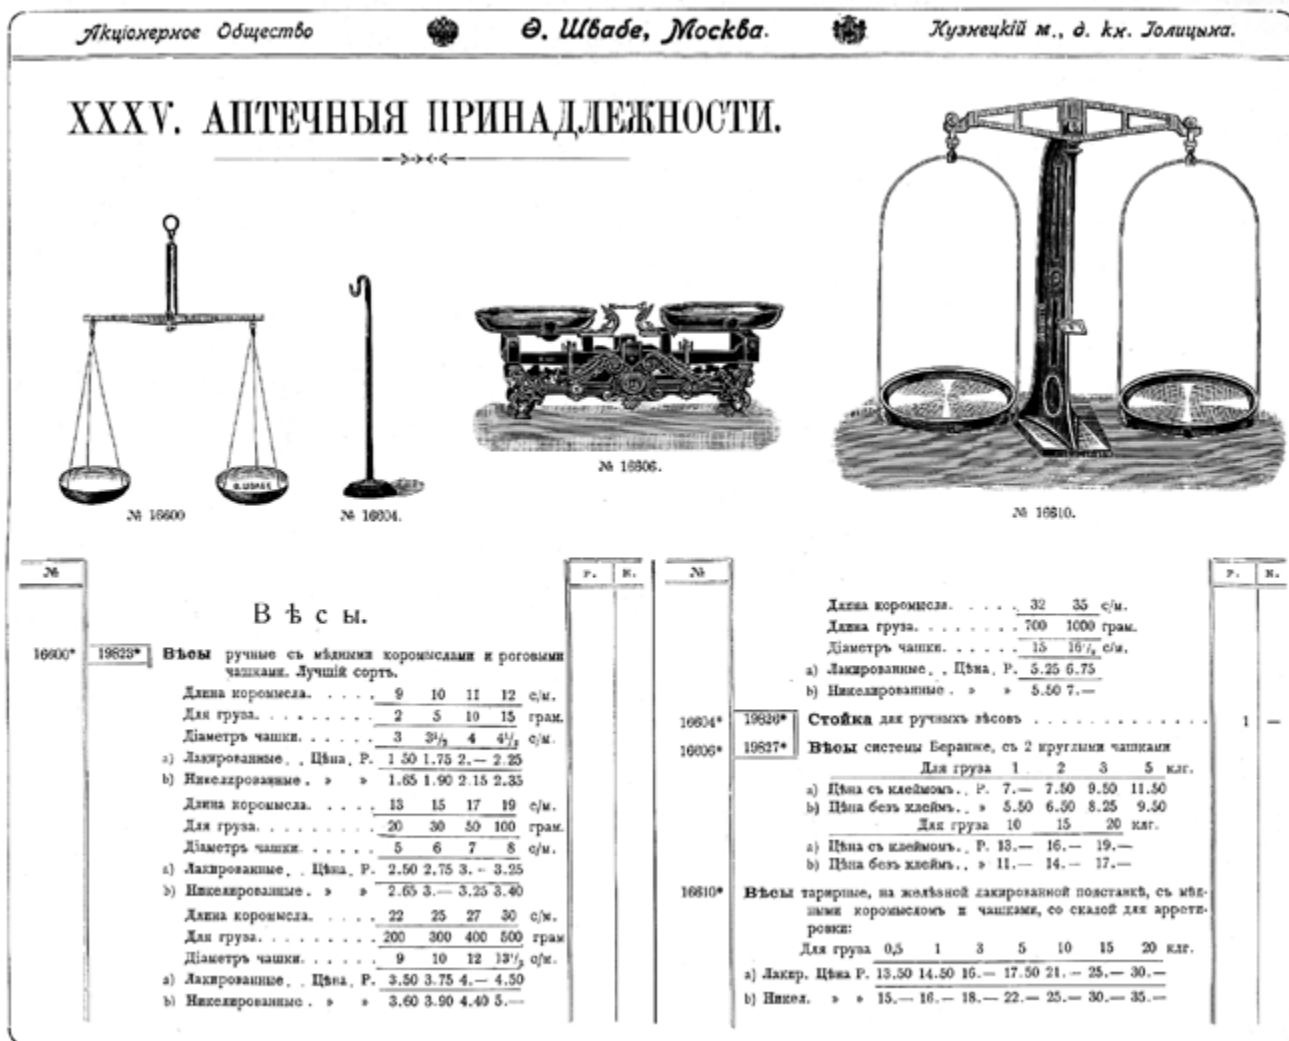 Акціонерное Общество
Ѳ. Швабе, Москва.
Кузнецкій м., д. кн. Голицына.
XXXV. АПТЕЧНЫЯ ПРИНАДЛЕЖНОСТИ.
Ѳ. ШВАБЕ
№ 16600
№ 16604.
№ 16606.
№ 16610.
№ Р. К.
Вѣсы.
16600* 19823* Вѣсы ручные съ мѣдными коромыслами и роговыми
чашками. Лучшій сортъ.
Длина коромысла. . . . . 9 10 11 12 с/м.
Для груза. . . . . . . . . 2 5 10 15 грам.
Діаметръ чашки. . . . . . 3 3½ 4 4½ с/м.
a) Лакированные. . Цѣна. Р. 1 50 1.75 2.— 2.25
b) Никелированные . » » 1.65 1.90 2.15 2.35
Длина коромысла. . . . . 13 15 17 19 с/м.
Для груза. . . . . . . . . 20 30 50 100 грам.
Діаметръ чашки. . . . . . 5 6 7 8 с/м.
a) Лакированные. . Цѣна. Р. 2.50 2.75 3.— 3.25
b) Никелированные . » » 2.65 3.— 3.25 3.40
Длина коромысла. . . . . 22 25 27 30 с/м.
Для груза. . . . . . . . . 200 300 400 500 грам
Діаметръ чашки. . . . . . 9 10 12 13½ с/м.
a) Лакированные. . Цѣна. Р. 3.50 3.75 4.— 4.50
b) Никелированные . » » 3.60 3.90 4.40 5.—
№ Р. К.
Длина коромысла. . . . . 32 35 с/м.
Длина груза. . . . . . . . 700 1000 грам.
Діаметръ чашки. . . . . . 15 16½ с/м.
a) Лакированные. . Цѣна. Р. 5.25 6.75
b) Никелированные . » » 5.50 7.—
16604* 19826* Стойка для ручныхъ вѣсовъ . . . . . . . . . . . . . 1 —
16606* 19827* Вѣсы системы Беранже, съ 2 круглыми чашками
Для груза 1 2 3 5 клг.
a) Цѣна съ клеймомъ. . Р. 7.— 7.50 9.50 11.50
b) Цѣна безъ клеймъ. . » 5.50 6.50 8.25 9.50
Для груза 10 15 20 клг.
a) Цѣна съ клеймомъ. . Р. 13.— 16.— 19.—
b) Цѣна безъ клеймъ. . » 11.— 14.— 17.—
16610* Вѣсы тарирные, на желѣзной лакированной подставкѣ, съ мѣд-
ными коромысломъ и чашками, со скалой для аррети-
ровки:
Для груза 0,5 1 3 5 10 15 20 клг.
a) Лакир. Цѣна Р. 13.50 14.50 16.— 17.50 21.— 25.— 30.—
b) Никел. » » 15.— 16.— 18.— 22.— 25.— 30.— 35.—